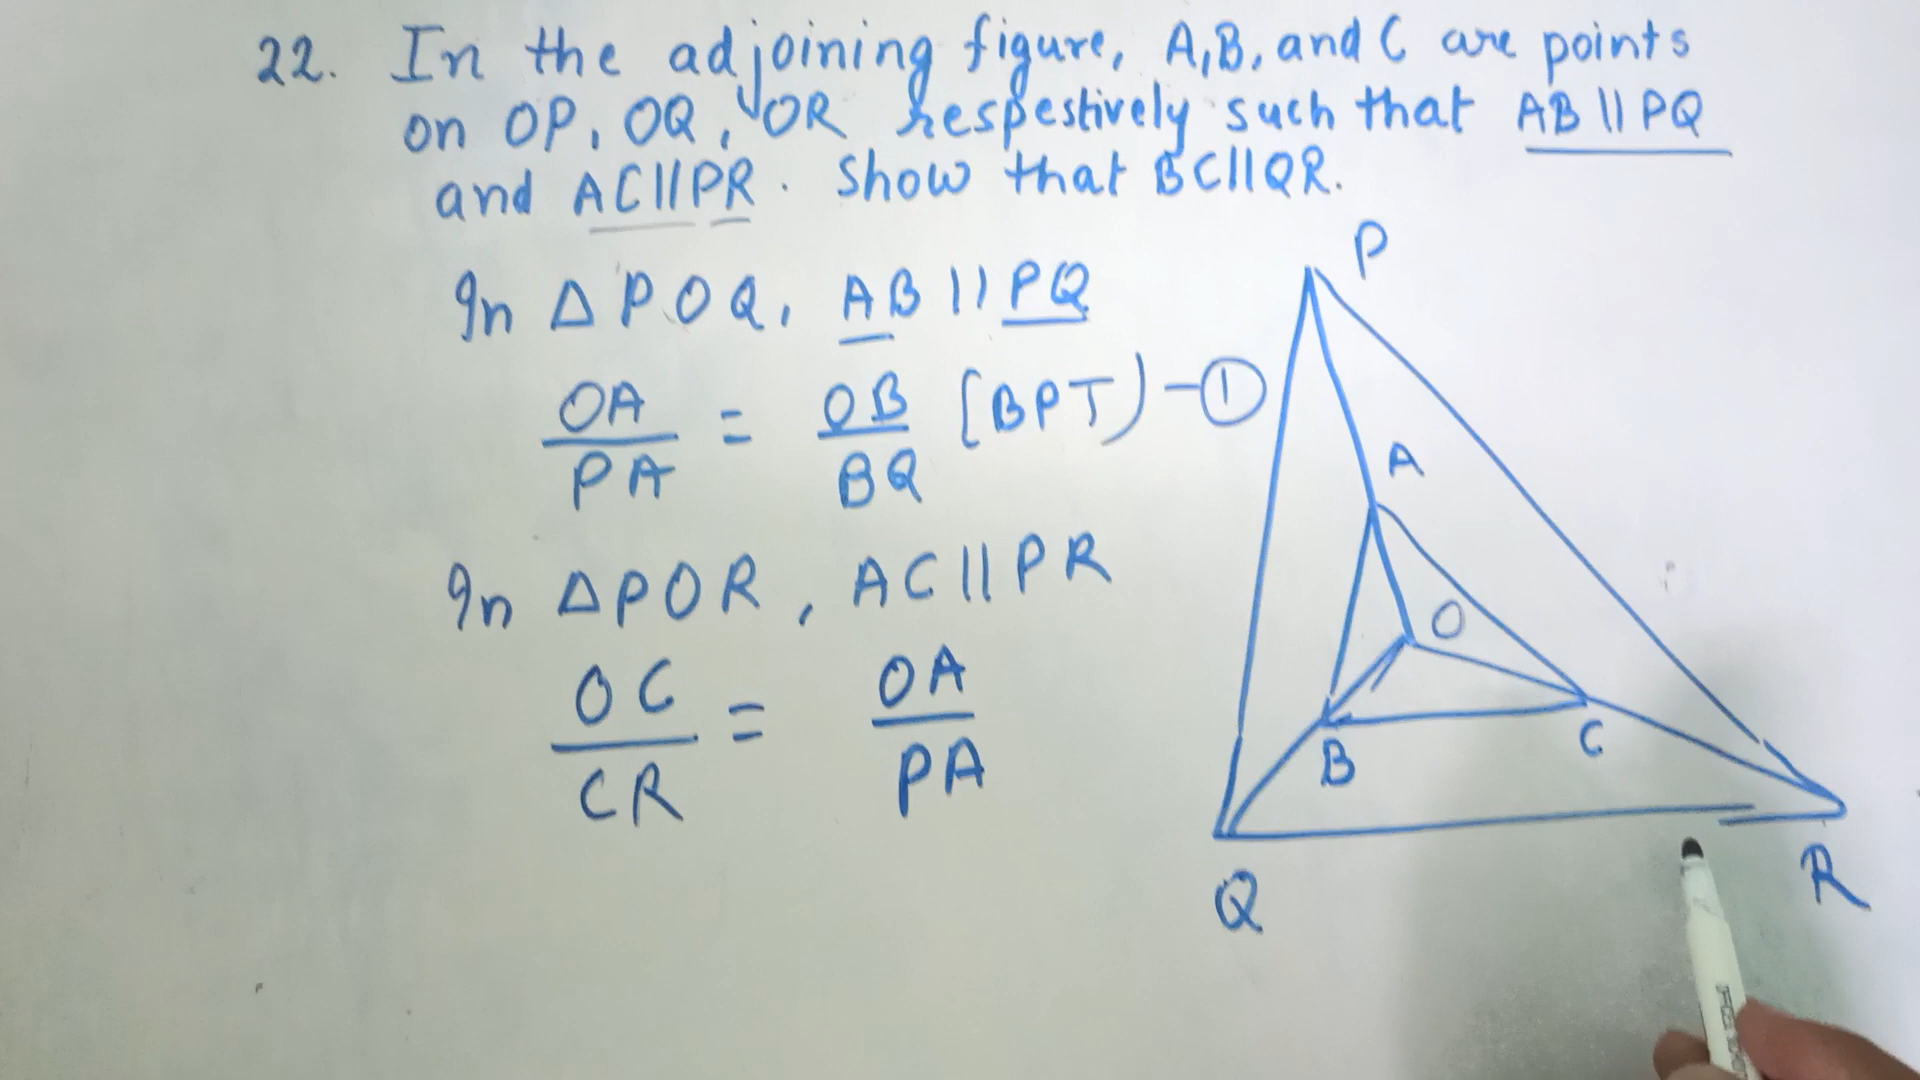 22. In the adjoining figure, A,B, and C are points
on OP, OQ, OR respestively such that AB || PQ
and AC||PR. Show that BC||QR.
In △ POQ, AB || PQ
OA/PA = OB/BQ [BPT) - ①
In △POR, AC||PR
OC/CR = OA/PA
P
A
O
B
C
Q
R